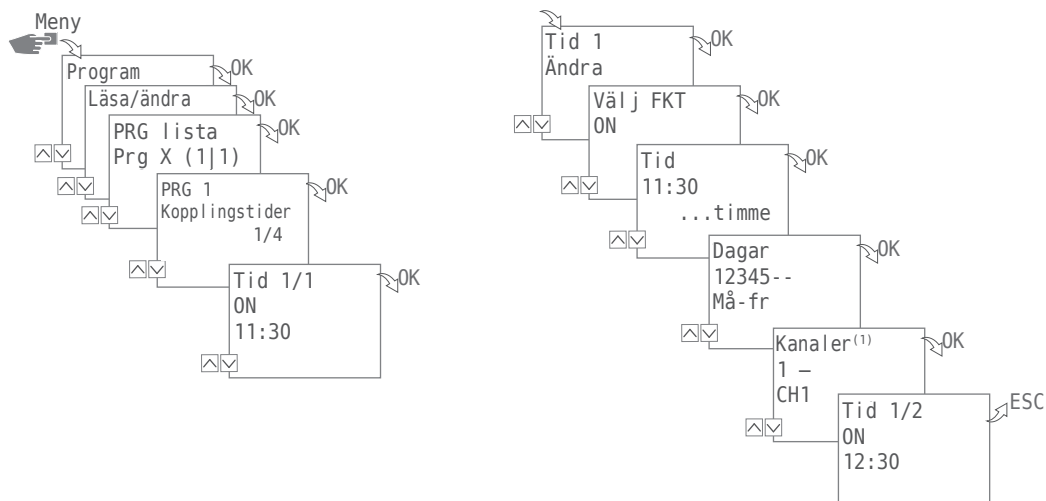 Meny
Program
OK
Läsa/ändra
OK
PRG lista
Prg X (1|1)
OK
PRG 1
Kopplingstider
1/4
OK
Tid 1/1
ON
11:30
OK
Tid 1
Ändra
OK
Välj FKT
ON
OK
Tid
11:30
...timme
OK
Dagar
12345--
Må-fr
OK
Kanaler(1)
1 –
CH1
OK
Tid 1/2
ON
12:30
ESC